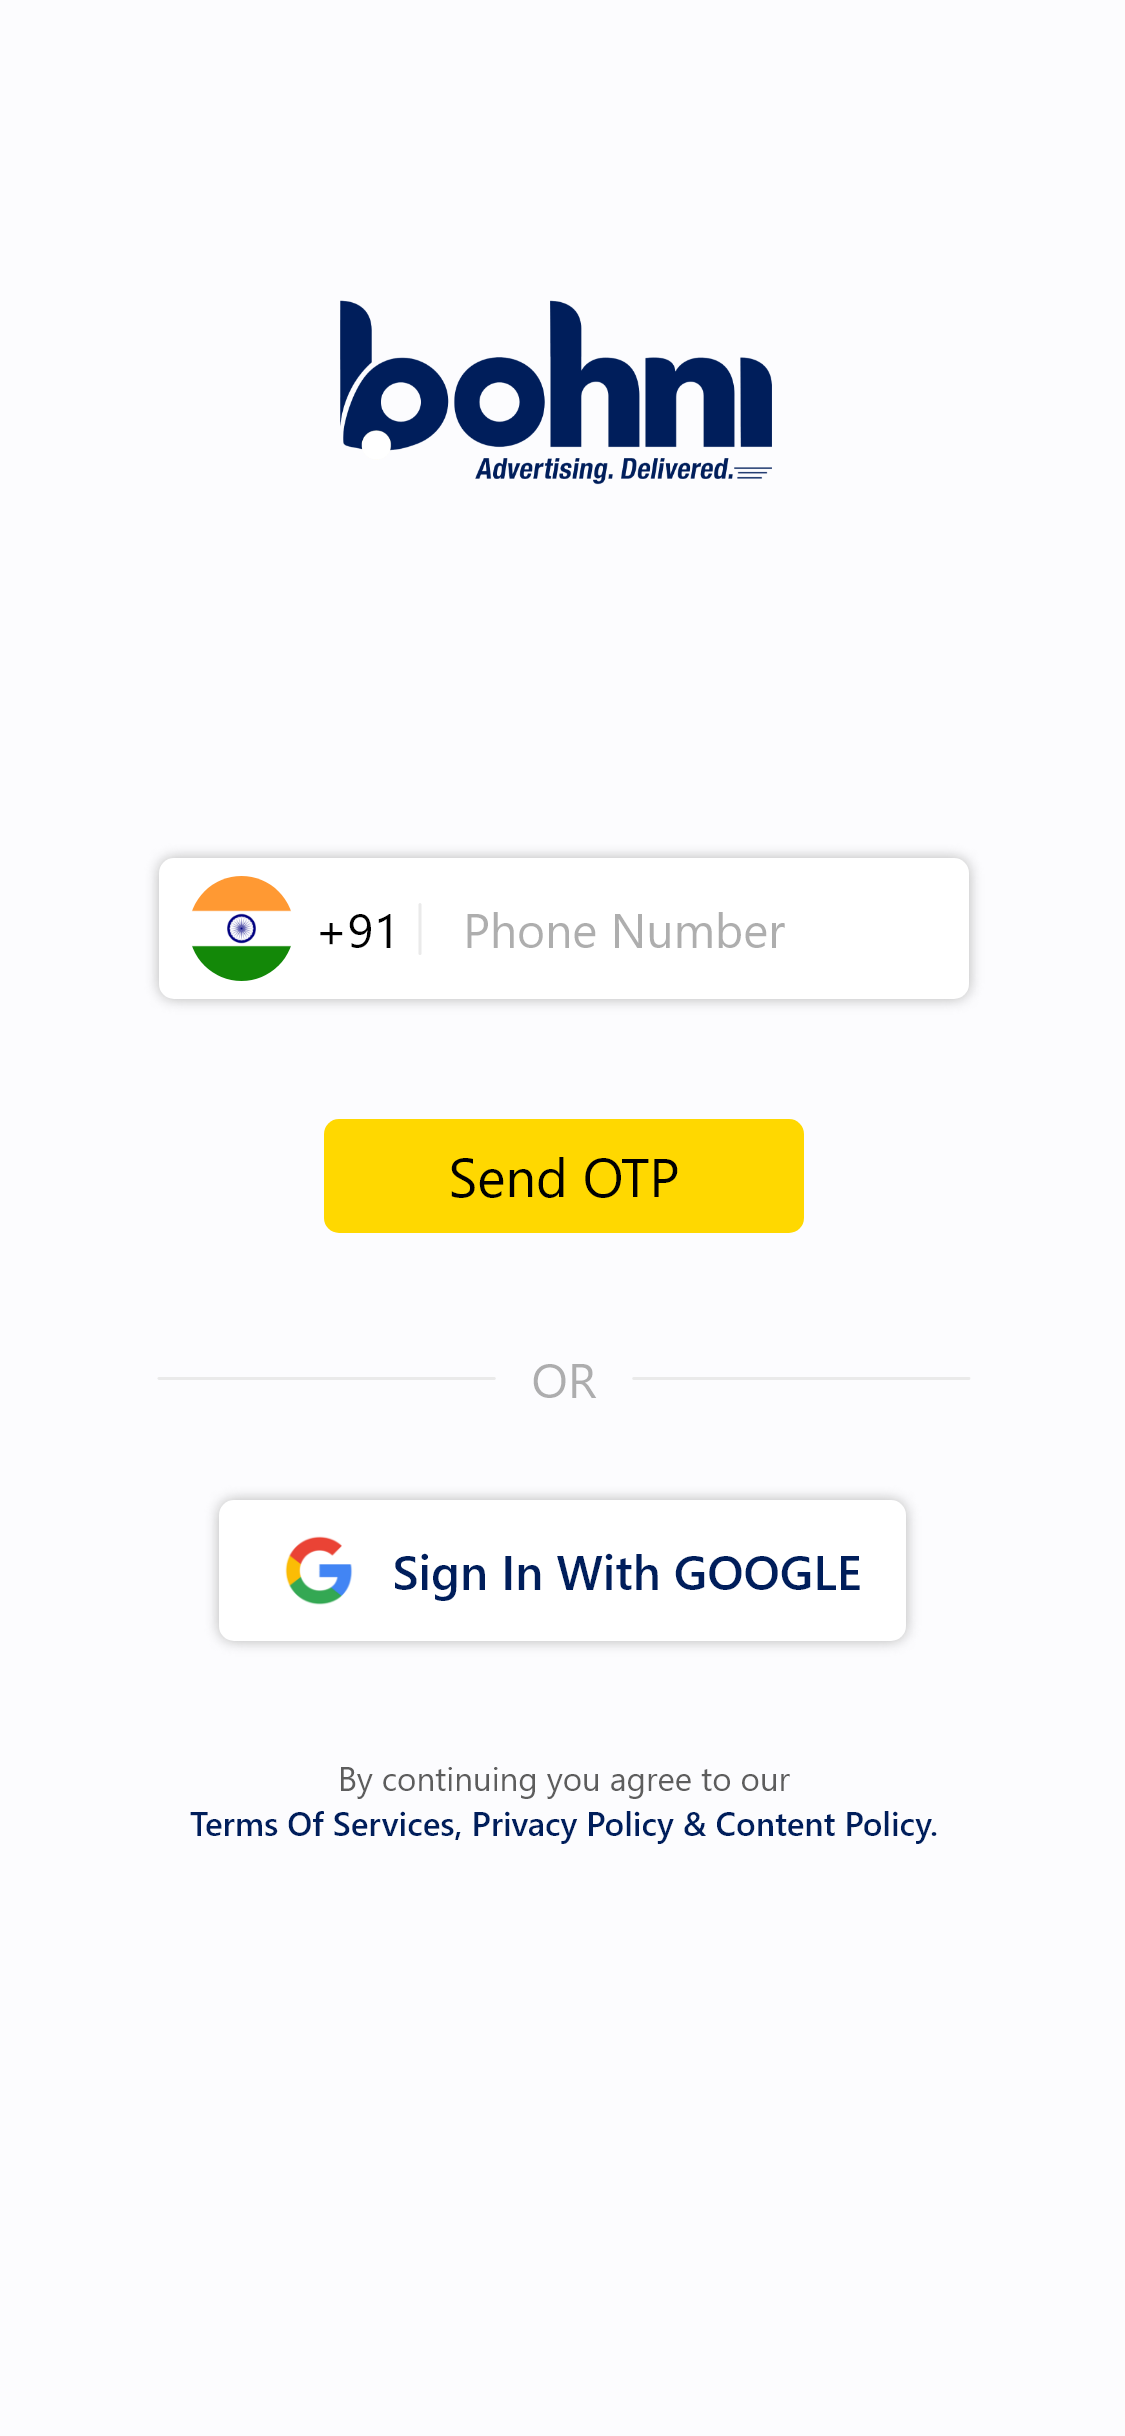 bohni
Advertising. Delivered.
+91 Phone Number
Send OTP
OR
Sign In With GOOGLE
By continuing you agree to our
Terms Of Services, Privacy Policy & Content Policy.